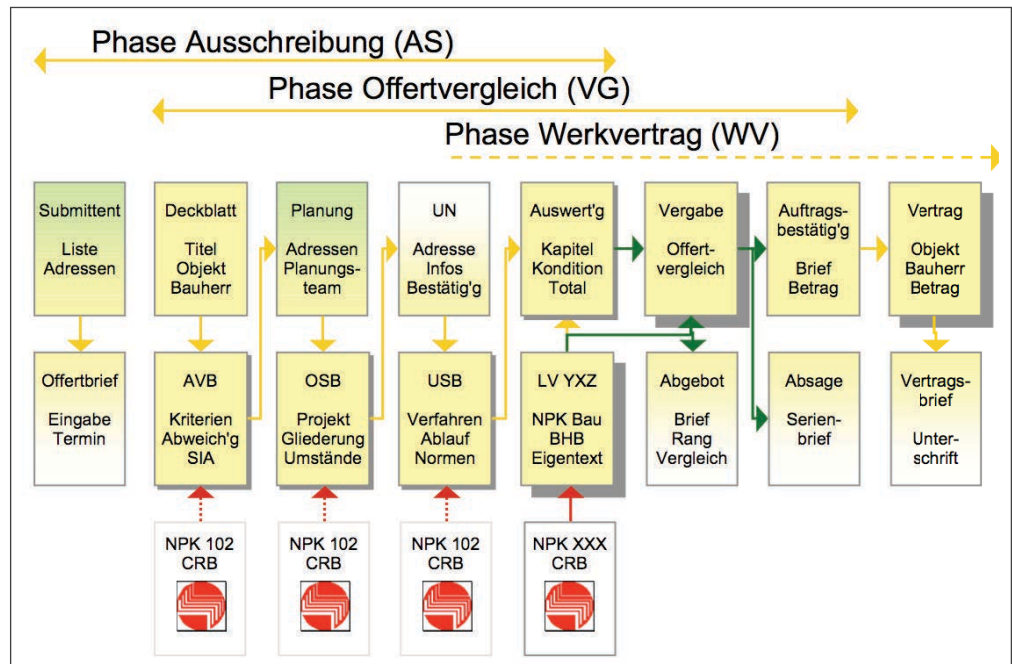 Phase Ausschreibung (AS)
Phase Offertvergleich (VG)
Phase Werkvertrag (WV)
Submittent
Liste
Adressen
Deckblatt
Titel
Objekt
Bauherr
Planung
Adressen
Planungs-
team
UN
Adresse
Infos
Bestätig'g
Auswert'g
Kapitel
Kondition
Total
Vergabe
Offert-
vergleich
Auftrags-
bestätig'g
Brief
Betrag
Vertrag
Objekt
Bauherr
Betrag
Offertbrief
Eingabe
Termin
AVB
Kriterien
Abweich'g
SIA
OSB
Projekt
Gliederung
Umstände
USB
Verfahren
Ablauf
Normen
LV YXZ
NPK Bau
BHB
Eigentext
Abgebot
Brief
Rang
Vergleich
Absage
Serien-
brief
Vertrags-
brief
Unter-
schrift
NPK 102
CRB
NPK 102
CRB
NPK 102
CRB
NPK XXX
CRB